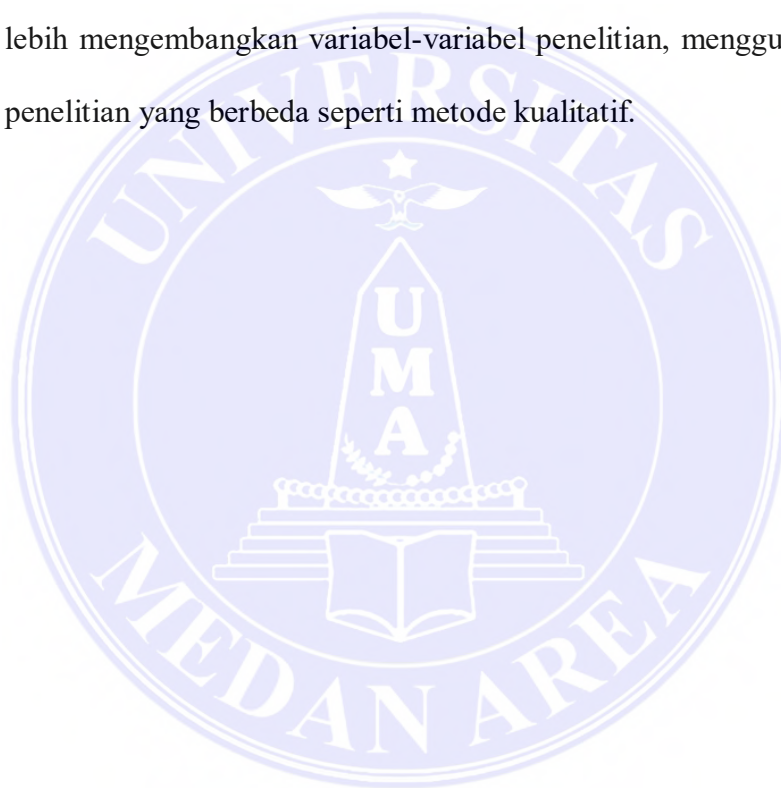 lebih mengembangkan variabel-variabel penelitian, menggu
penelitian yang berbeda seperti metode kualitatif.
UNIVERSITAS
U
M
A
MEDAN AREA